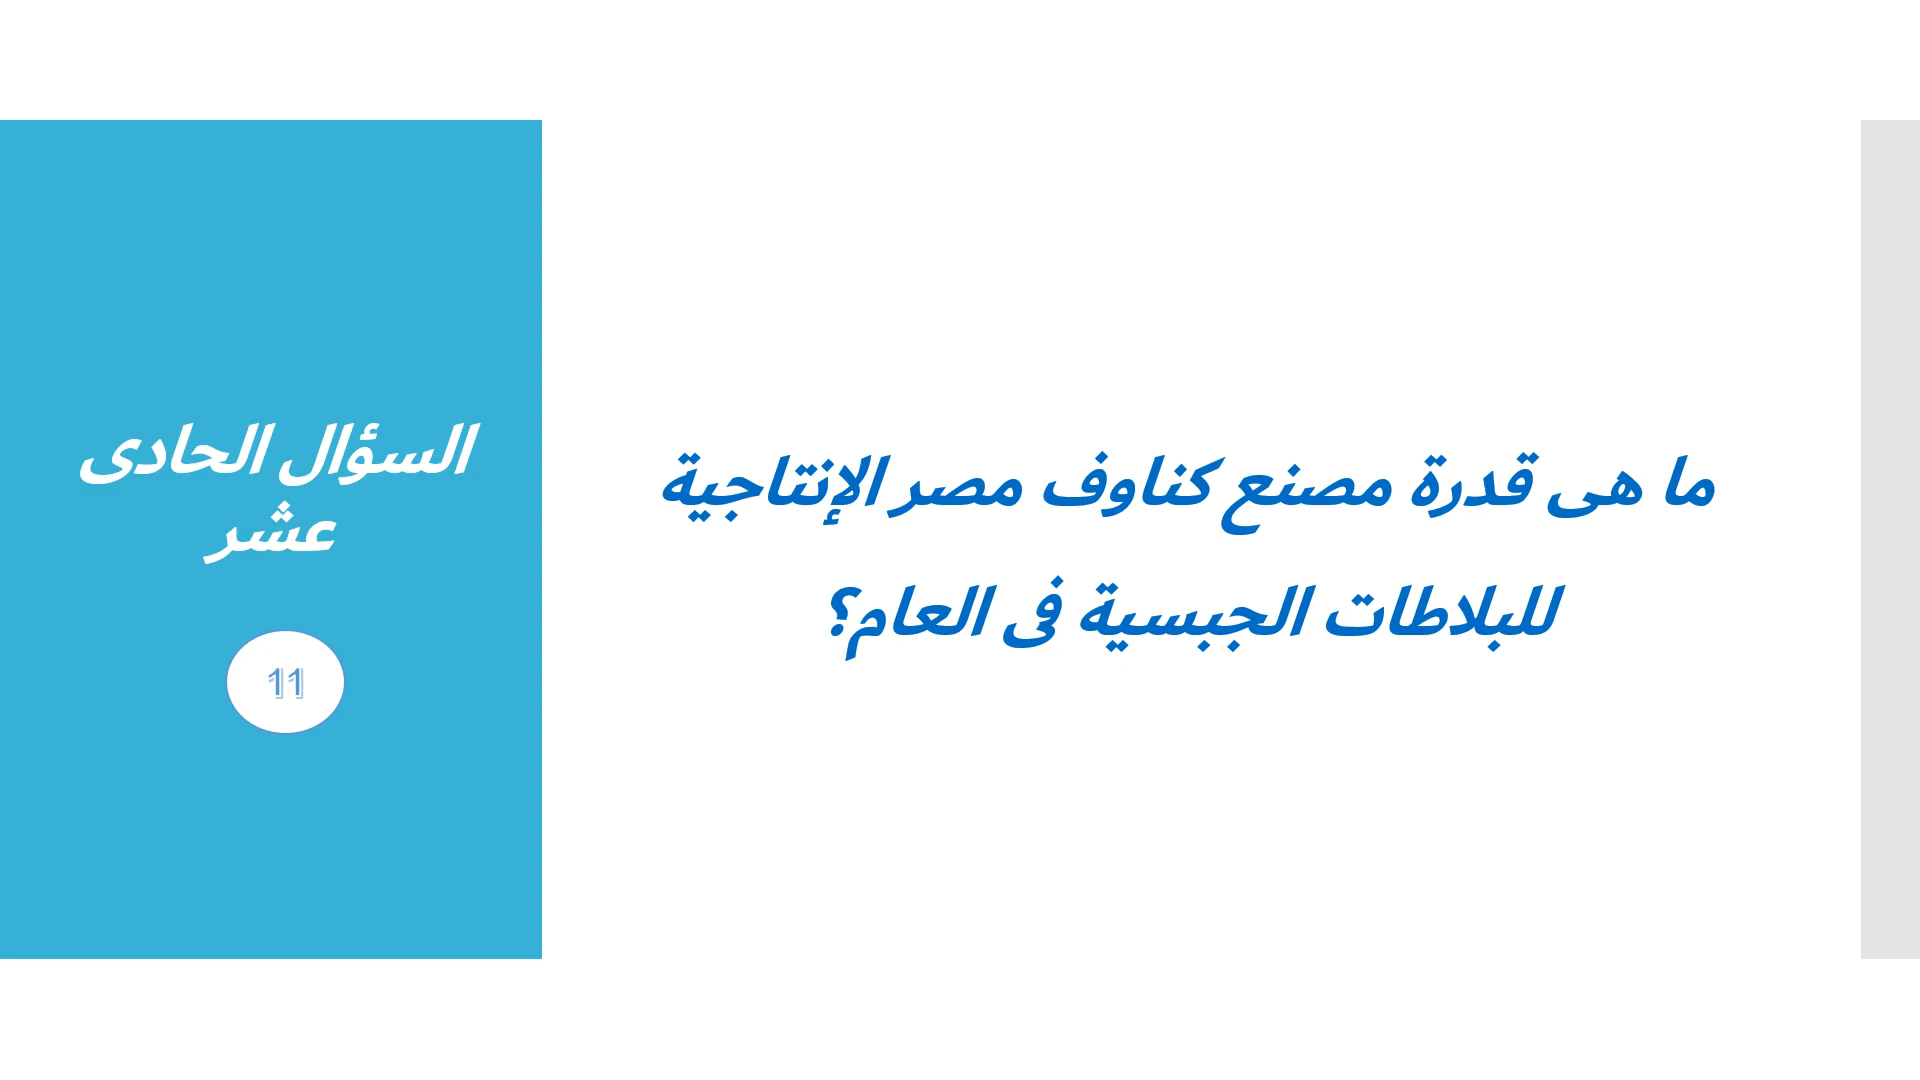 السؤال الحادى
عشر
11
ما هى قدرة مصنع كناوف مصر الإنتاجية
للبلاطات الجبسية فى العام؟